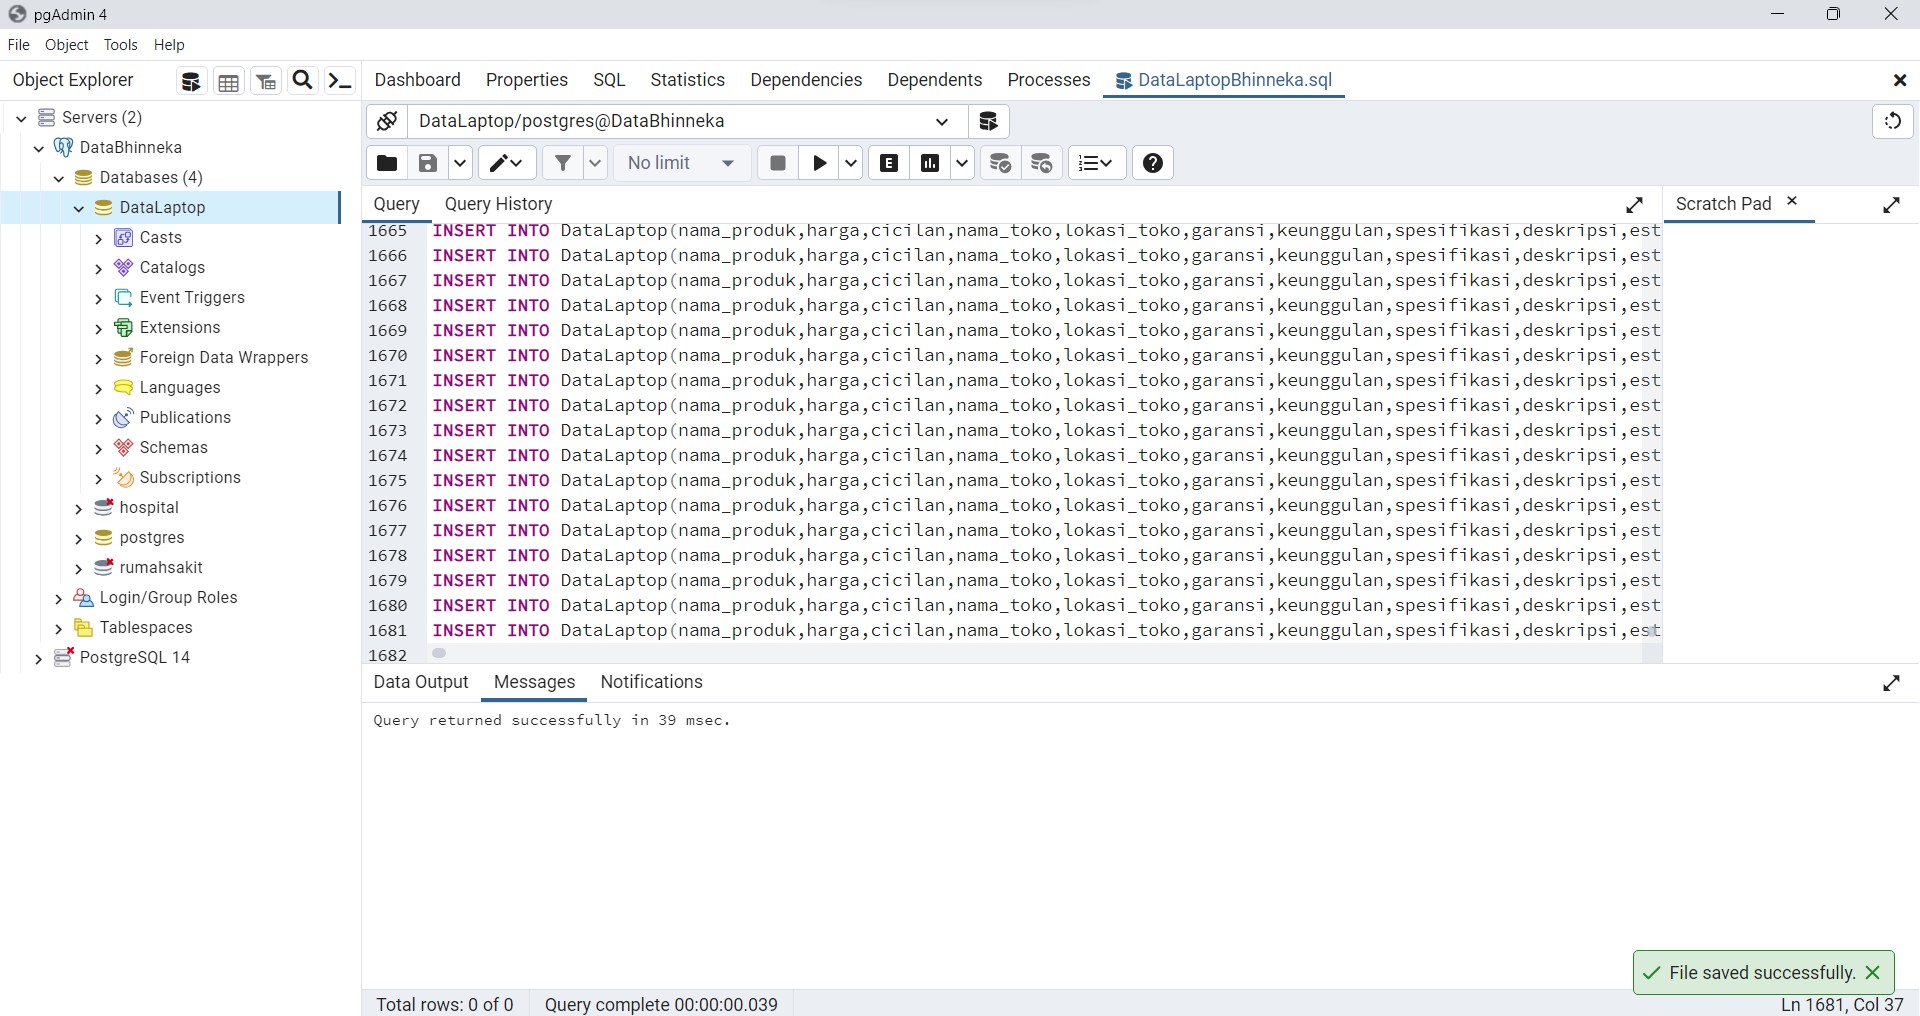 pgAdmin 4
File Object Tools Help
Object Explorer
Dashboard Properties SQL Statistics Dependencies Dependents Processes DataLaptopBhinneka.sql
Servers (2)
DataBhinneka
Databases (4)
DataLaptop
Casts
Catalogs
Event Triggers
Extensions
Foreign Data Wrappers
Languages
Publications
Schemas
Subscriptions
hospital
postgres
rumahsakit
Login/Group Roles
Tablespaces
PostgreSQL 14
DataLaptop/postgres@DataBhinneka
No limit
E
Query Query History
Scratch Pad
1665 INSERT INTO DataLaptop(nama_produk,harga,cicilan,nama_toko,lokasi_toko,garansi,keunggulan,spesifikasi,deskripsi,est
1666 INSERT INTO DataLaptop(nama_produk,harga,cicilan,nama_toko,lokasi_toko,garansi,keunggulan,spesifikasi,deskripsi,est
1667 INSERT INTO DataLaptop(nama_produk,harga,cicilan,nama_toko,lokasi_toko,garansi,keunggulan,spesifikasi,deskripsi,est
1668 INSERT INTO DataLaptop(nama_produk,harga,cicilan,nama_toko,lokasi_toko,garansi,keunggulan,spesifikasi,deskripsi,est
1669 INSERT INTO DataLaptop(nama_produk,harga,cicilan,nama_toko,lokasi_toko,garansi,keunggulan,spesifikasi,deskripsi,est
1670 INSERT INTO DataLaptop(nama_produk,harga,cicilan,nama_toko,lokasi_toko,garansi,keunggulan,spesifikasi,deskripsi,est
1671 INSERT INTO DataLaptop(nama_produk,harga,cicilan,nama_toko,lokasi_toko,garansi,keunggulan,spesifikasi,deskripsi,est
1672 INSERT INTO DataLaptop(nama_produk,harga,cicilan,nama_toko,lokasi_toko,garansi,keunggulan,spesifikasi,deskripsi,est
1673 INSERT INTO DataLaptop(nama_produk,harga,cicilan,nama_toko,lokasi_toko,garansi,keunggulan,spesifikasi,deskripsi,est
1674 INSERT INTO DataLaptop(nama_produk,harga,cicilan,nama_toko,lokasi_toko,garansi,keunggulan,spesifikasi,deskripsi,est
1675 INSERT INTO DataLaptop(nama_produk,harga,cicilan,nama_toko,lokasi_toko,garansi,keunggulan,spesifikasi,deskripsi,est
1676 INSERT INTO DataLaptop(nama_produk,harga,cicilan,nama_toko,lokasi_toko,garansi,keunggulan,spesifikasi,deskripsi,est
1677 INSERT INTO DataLaptop(nama_produk,harga,cicilan,nama_toko,lokasi_toko,garansi,keunggulan,spesifikasi,deskripsi,est
1678 INSERT INTO DataLaptop(nama_produk,harga,cicilan,nama_toko,lokasi_toko,garansi,keunggulan,spesifikasi,deskripsi,est
1679 INSERT INTO DataLaptop(nama_produk,harga,cicilan,nama_toko,lokasi_toko,garansi,keunggulan,spesifikasi,deskripsi,est
1680 INSERT INTO DataLaptop(nama_produk,harga,cicilan,nama_toko,lokasi_toko,garansi,keunggulan,spesifikasi,deskripsi,est
1681 INSERT INTO DataLaptop(nama_produk,harga,cicilan,nama_toko,lokasi_toko,garansi,keunggulan,spesifikasi,deskripsi,est
1682
Data Output Messages Notifications
Query returned successfully in 39 msec.
File saved successfully.
Total rows: 0 of 0 Query complete 00:00:00.039 Ln 1681, Col 37